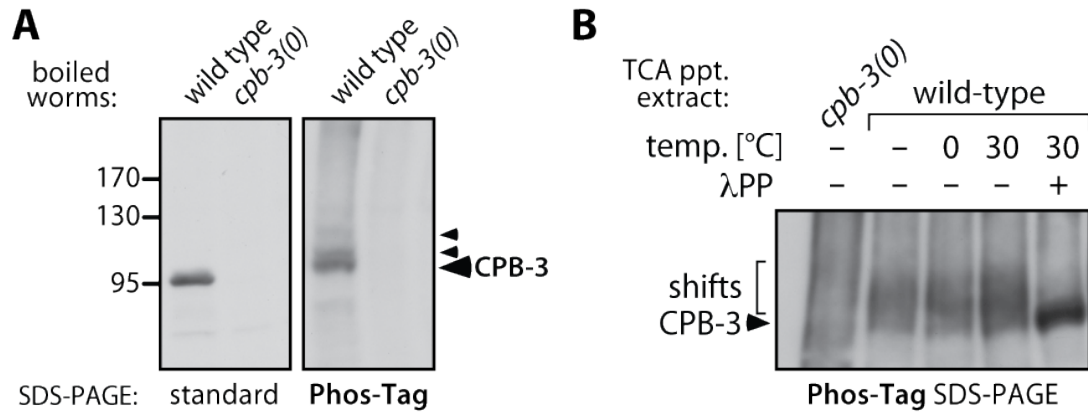 A
boiled
worms:
wild type
cpb-3(0)
wild type
cpb-3(0)
170
130
95
CPB-3
SDS-PAGE:
standard
Phos-Tag
B
TCA ppt.
extract:
cpb-3(0)
wild-type
temp. [°C] – – 0 30 30
λPP – – – – +
shifts
CPB-3
Phos-Tag SDS-PAGE